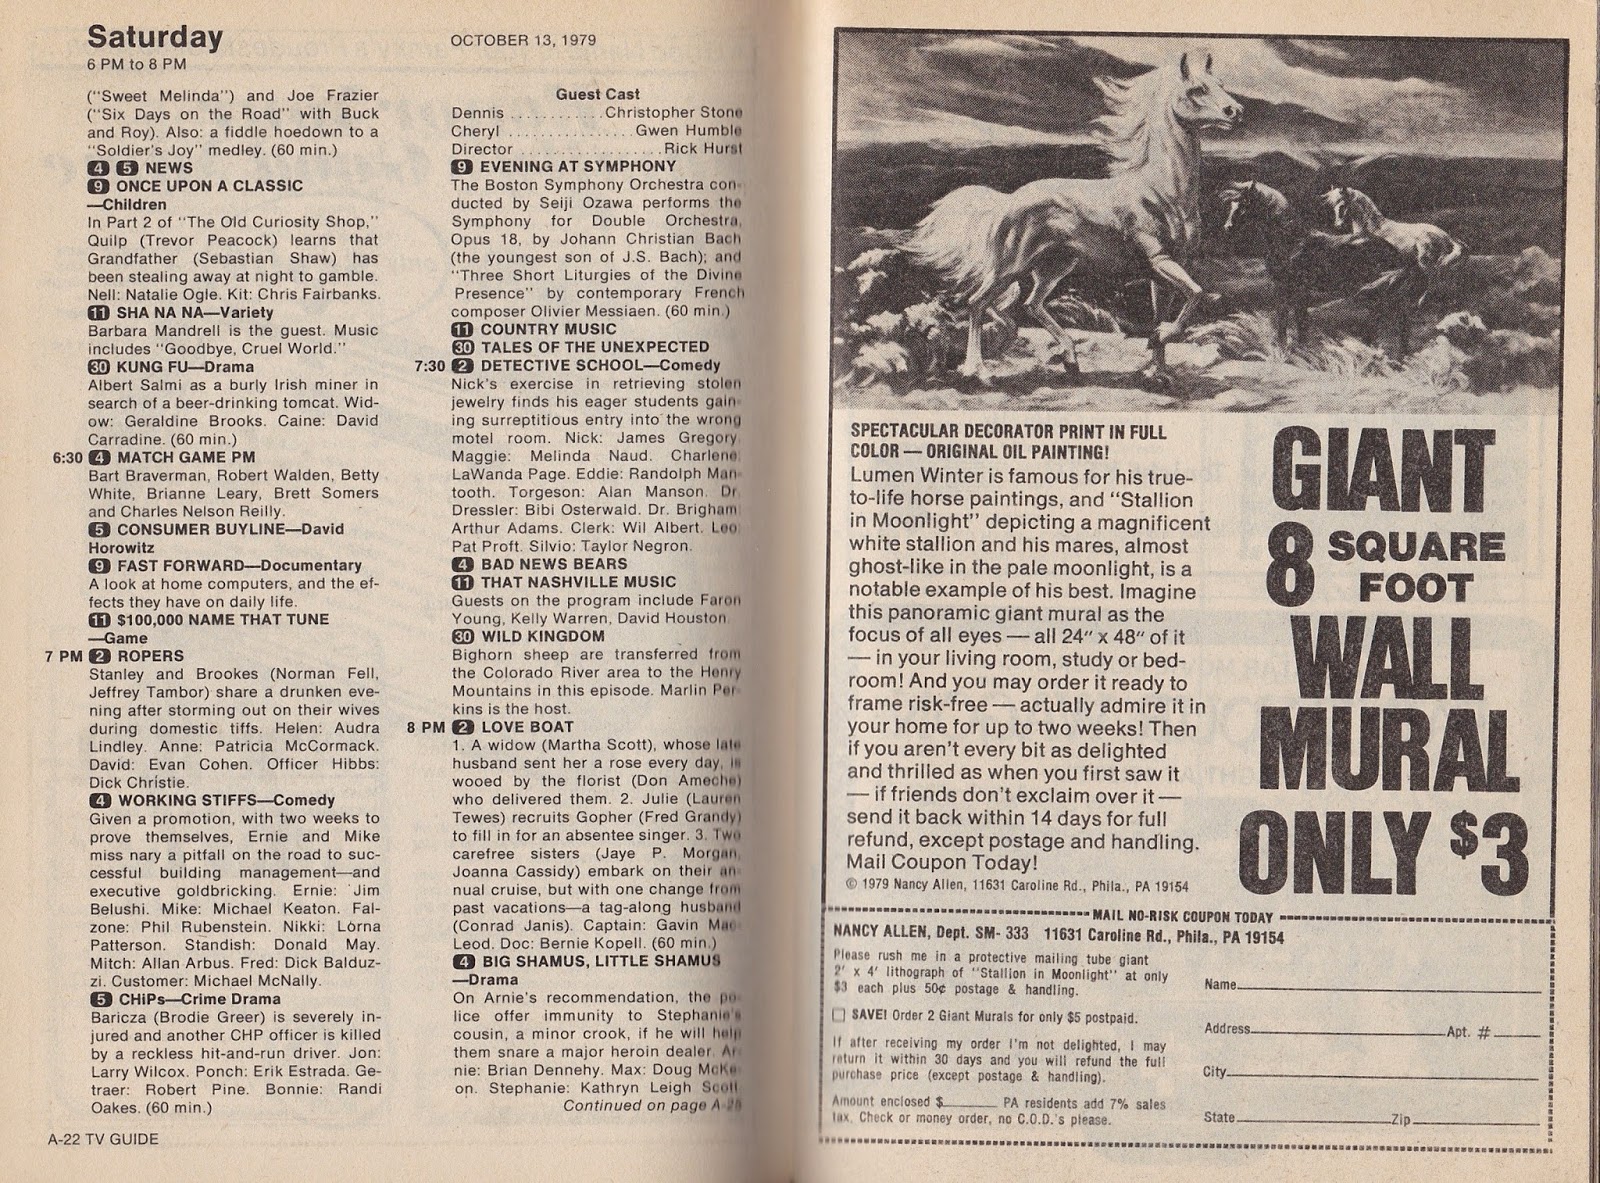 Saturday
6 PM to 8 PM
OCTOBER 13, 1979
("Sweet Melinda") and Joe Frazier
("Six Days on the Road" with Buck
and Roy). Also: a fiddle hoedown to a
"Soldier's Joy" medley. (60 min.)
4 5 NEWS
9 ONCE UPON A CLASSIC
—Children
In Part 2 of "The Old Curiosity Shop,"
Quilp (Trevor Peacock) learns that
Grandfather (Sebastian Shaw) has
been stealing away at night to gamble.
Nell: Natalie Ogle. Kit: Chris Fairbanks.
11 SHA NA NA—Variety
Barbara Mandrell is the guest. Music
includes "Goodbye, Cruel World."
30 KUNG FU—Drama
Albert Salmi as a burly Irish miner in
search of a beer-drinking tomcat. Wid-
ow: Geraldine Brooks. Caine: David
Carradine. (60 min.)
6:30 4 MATCH GAME PM
Bart Braverman, Robert Walden, Betty
White, Brianne Leary, Brett Somers
and Charles Nelson Reilly.
5 CONSUMER BUYLINE—David
Horowitz
9 FAST FORWARD—Documentary
A look at home computers, and the ef-
fects they have on daily life.
11 $100,000 NAME THAT TUNE
—Game
7 PM 2 ROPERS
Stanley and Brookes (Norman Fell,
Jeffrey Tambor) share a drunken eve-
ning after storming out on their wives
during domestic tiffs. Helen: Audra
Lindley. Anne: Patricia McCormack.
David: Evan Cohen. Officer Hibbs:
Dick Christie.
4 WORKING STIFFS—Comedy
Given a promotion, with two weeks to
prove themselves, Ernie and Mike
miss nary a pitfall on the road to suc-
cessful building management—and
executive goldbricking. Ernie: Jim
Belushi. Mike: Michael Keaton. Fal-
zone: Phil Rubenstein. Nikki: Lorna
Patterson. Standish: Donald May.
Mitch: Allan Arbus. Fred: Dick Balduz-
zi. Customer: Michael McNally.
5 CHiPs—Crime Drama
Baricza (Brodie Greer) is severely in-
jured and another CHP officer is killed
by a reckless hit-and-run driver. Jon:
Larry Wilcox. Ponch: Erik Estrada. Ge-
traer: Robert Pine. Bonnie: Randi
Oakes. (60 min.)
A-22 TV GUIDE
Guest Cast
Dennis ............Christopher Stone
Cheryl ................Gwen Humble
Director ..................Rick Hurst
9 EVENING AT SYMPHONY
The Boston Symphony Orchestra con-
ducted by Seiji Ozawa performs the
Symphony for Double Orchestra,
Opus 18, by Johann Christian Bach
(the youngest son of J.S. Bach); and
"Three Short Liturgies of the Divine
Presence" by contemporary French
composer Olivier Messiaen. (60 min.)
11 COUNTRY MUSIC
30 TALES OF THE UNEXPECTED
7:30 2 DETECTIVE SCHOOL—Comedy
Nick's exercise in retrieving stolen
jewelry finds his eager students gain-
ing surreptitious entry into the wrong
motel room. Nick: James Gregory.
Maggie: Melinda Naud. Charlene:
LaWanda Page. Eddie: Randolph Man-
tooth. Torgeson: Alan Manson. Dr.
Dressler: Bibi Osterwald. Dr. Brigham:
Arthur Adams. Clerk: Wil Albert. Leo:
Pat Proft. Silvio: Taylor Negron.
4 BAD NEWS BEARS
11 THAT NASHVILLE MUSIC
Guests on the program include Faron
Young, Kelly Warren, David Houston.
30 WILD KINGDOM
Bighorn sheep are transferred from
the Colorado River area to the Henry
Mountains in this episode. Marlin Per-
kins is the host.
8 PM 2 LOVE BOAT
1. A widow (Martha Scott), whose late
husband sent her a rose every day, is
wooed by the florist (Don Ameche)
who delivered them. 2. Julie (Lauren
Tewes) recruits Gopher (Fred Grandy)
to fill in for an absentee singer. 3. Two
carefree sisters (Jaye P. Morgan,
Joanna Cassidy) embark on their an-
nual cruise, but with one change from
past vacations—a tag-along husband
(Conrad Janis). Captain: Gavin Mac-
Leod. Doc: Bernie Kopell. (60 min.)
4 BIG SHAMUS, LITTLE SHAMUS
—Drama
On Arnie's recommendation, the po-
lice offer immunity to Stephanie's
cousin, a minor crook, if he will help
them snare a major heroin dealer. Ar-
nie: Brian Dennehy. Max: Doug McKe-
on. Stephanie: Kathryn Leigh Scott.
Continued on page A-
SPECTACULAR DECORATOR PRINT IN FULL
COLOR — ORIGINAL OIL PAINTING!
Lumen Winter is famous for his true-
to-life horse paintings, and "Stallion
in Moonlight" depicting a magnificent
white stallion and his mares, almost
ghost-like in the pale moonlight, is a
notable example of his best. Imagine
this panoramic giant mural as the
focus of all eyes — all 24" x 48" of it
— in your living room, study or bed-
room! And you may order it ready to
frame risk-free — actually admire it in
your home for up to two weeks! Then
if you aren't every bit as delighted
and thrilled as when you first saw it
— if friends don't exclaim over it —
send it back within 14 days for full
refund, except postage and handling.
Mail Coupon Today!
© 1979 Nancy Allen, 11631 Caroline Rd., Phila., PA 19154
GIANT
8 SQUARE
FOOT
WALL
MURAL
ONLY $3
MAIL NO-RISK COUPON TODAY
NANCY ALLEN, Dept. SM- 333 11631 Caroline Rd., Phila., PA 19154
Please rush me in a protective mailing tube giant
2' x 4' lithograph of "Stallion in Moonlight" at only
$3 each plus 50¢ postage & handling.
SAVE! Order 2 Giant Murals for only $5 postpaid.
If after receiving my order I'm not delighted, I may
return it within 30 days and you will refund the full
purchase price (except postage & handling).
Amount enclosed $______ PA residents add 7% sales
tax. Check or money order, no C.O.D.'s please.
Name
Address Apt. #
City
State Zip